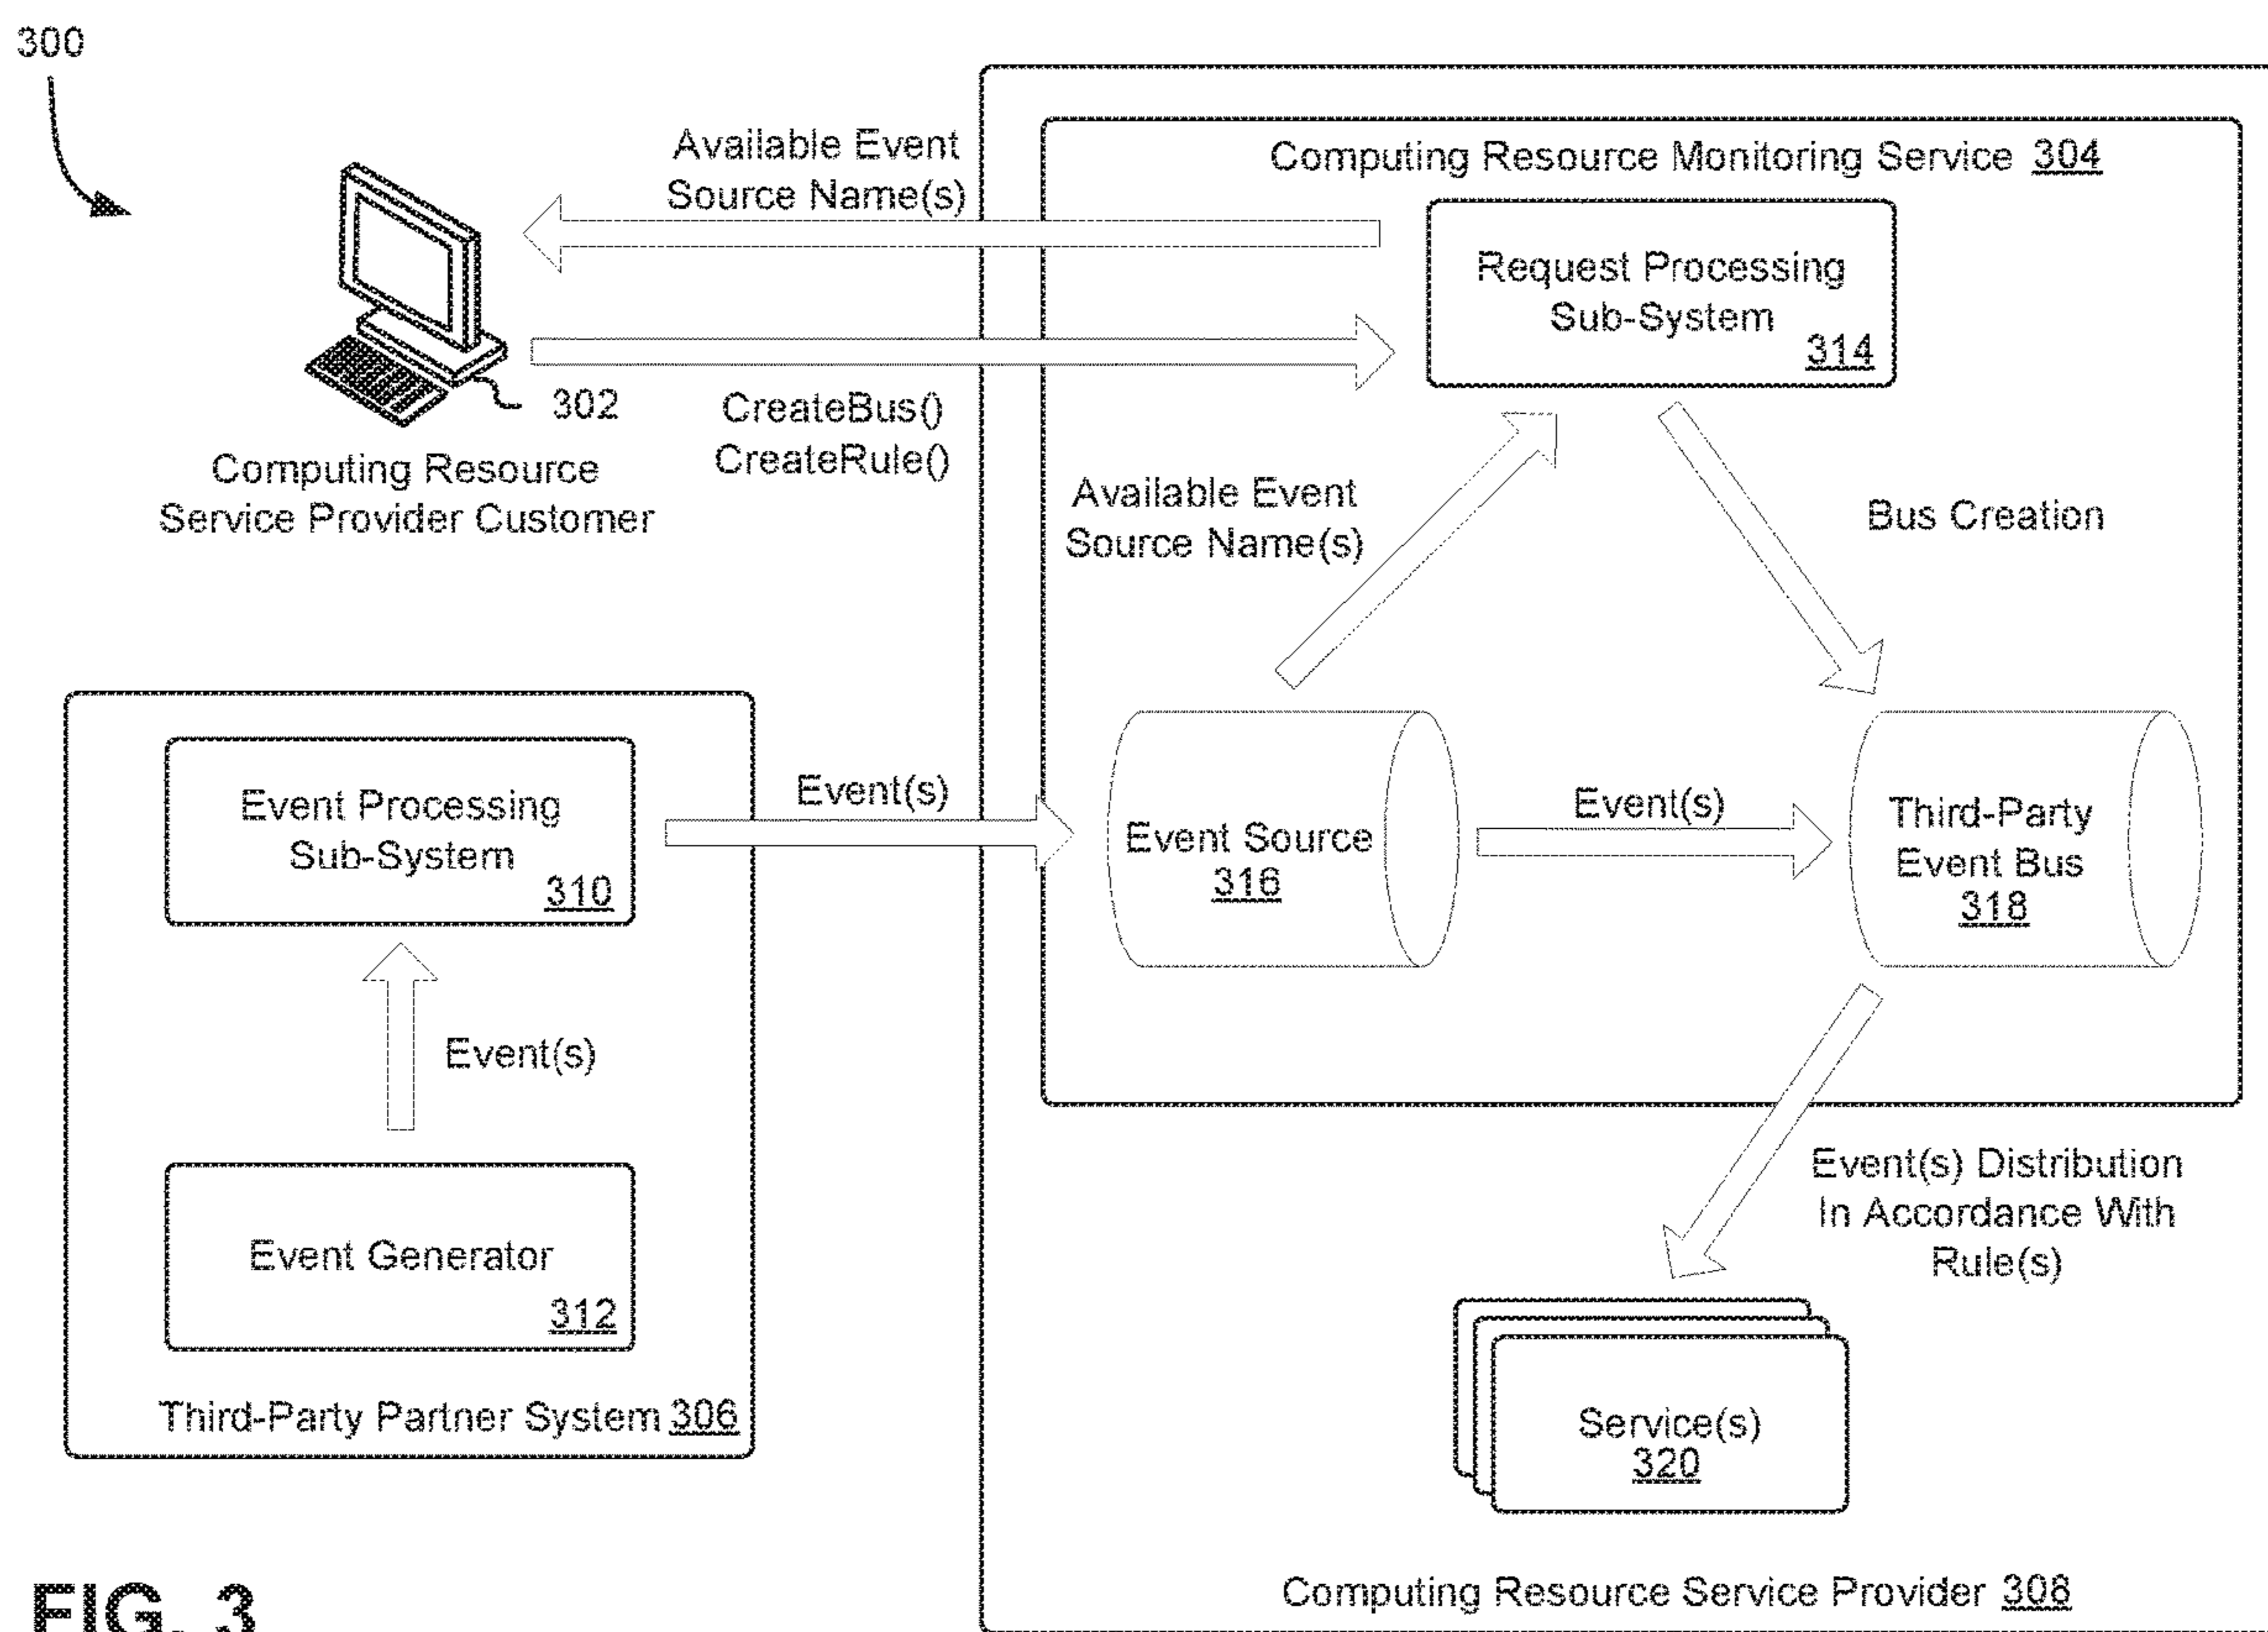 300
Available Event
Source Name(s)
Computing Resource Monitoring Service 304
Request Processing
Sub-System
314
302
Computing Resource
Service Provider Customer
CreateBus()
CreateRule()
Available Event
Source Name(s)
Bus Creation
Event Processing
Sub-System
310
Event(s)
Event Source
316
Event(s)
Third-Party
Event Bus
318
Event(s)
Event Generator
312
Third-Party Partner System 306
Event(s) Distribution
In Accordance With
Rule(s)
Service(s)
320
Computing Resource Service Provider 308
FIG. 3